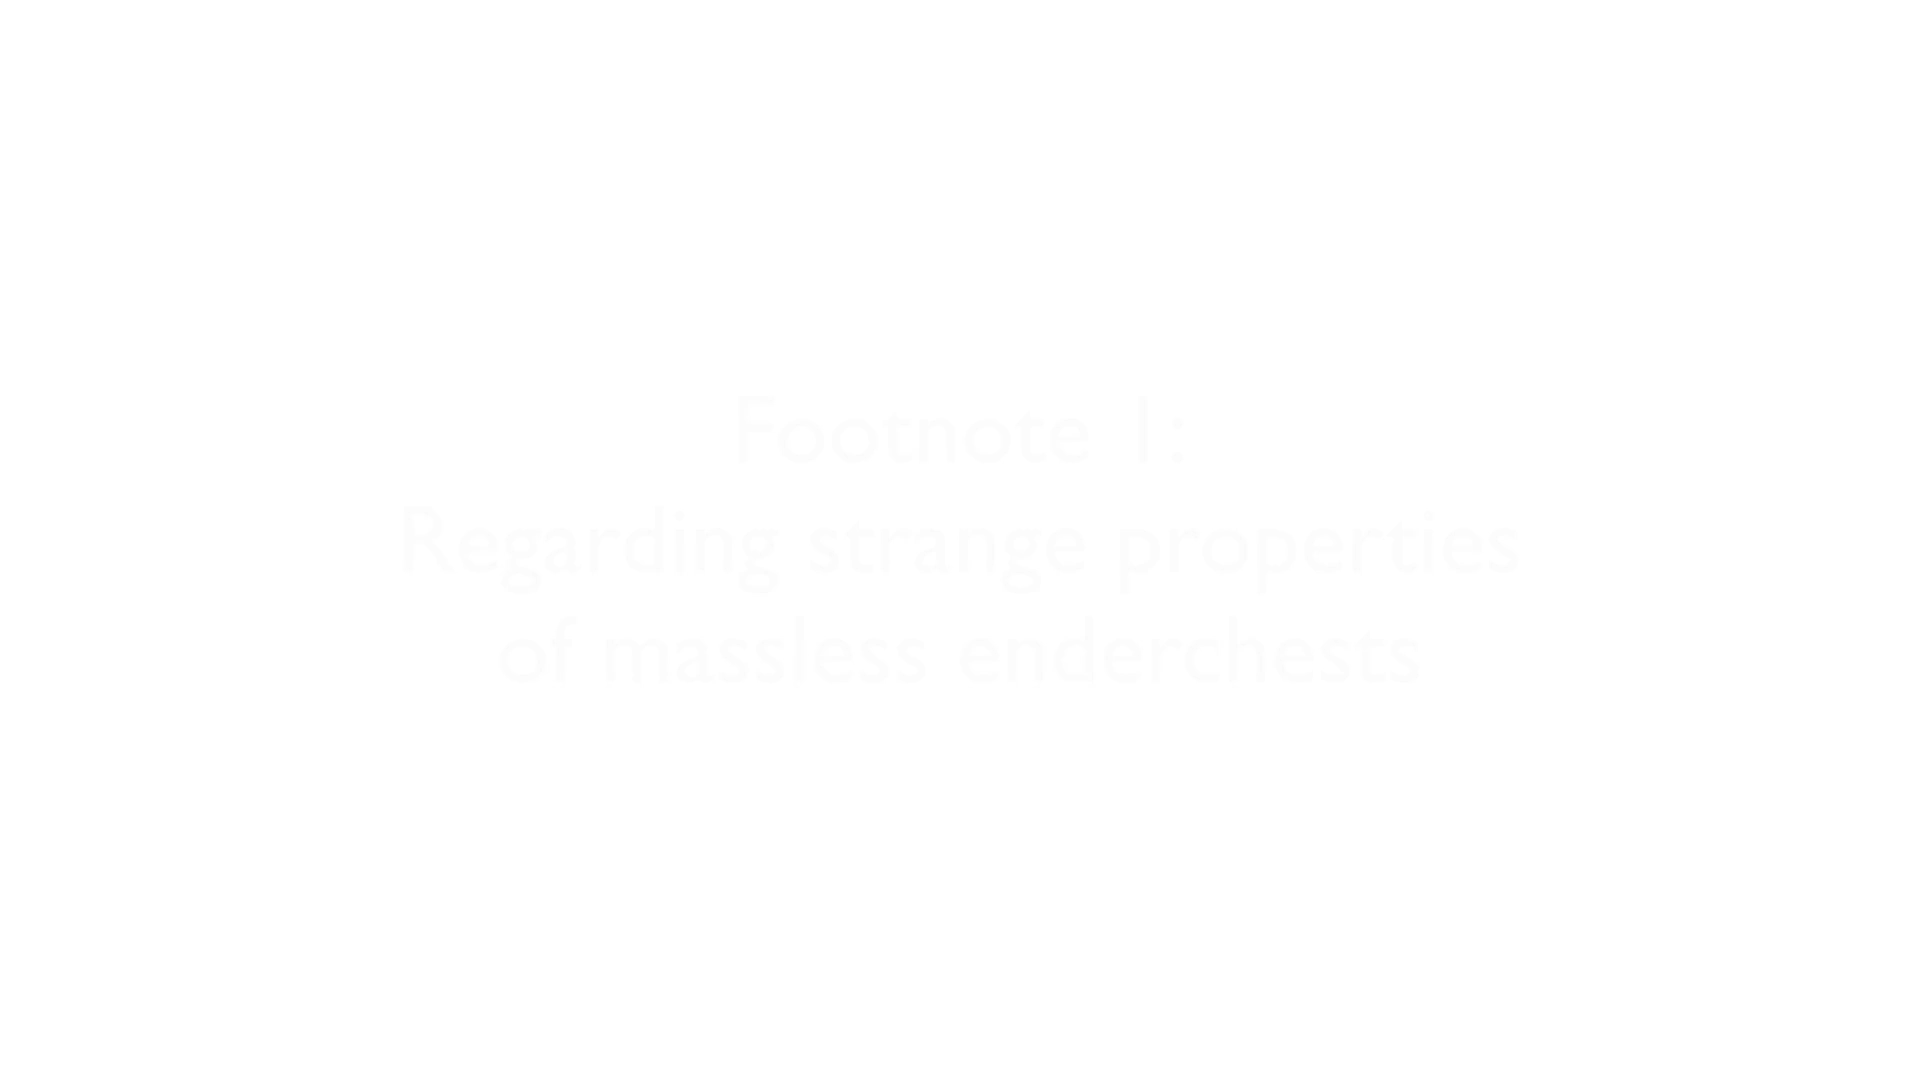 Footnote 1:
Regarding strange properties
of massless enderchests